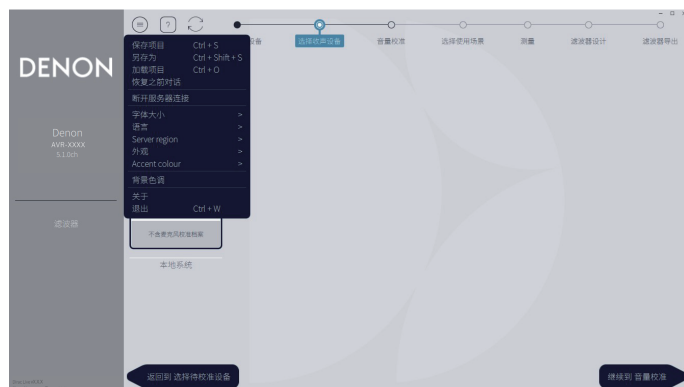 设备
选择收声设备
音量校准
选择使用场景
测量
滤波器设计
滤波器导出
DENON
Denon
AVR-XXXX
5.1.0ch
滤波器
保存项目 Ctrl + S
另存为 Ctrl + Shift + S
加载项目 Ctrl + O
恢复之前对话
断开服务器连接
字体大小 >
语言 >
Server region >
外观 >
Accent colour >
背景色调
关于
退出 Ctrl + W
不含麦克风校准档案
本地系统
返回到 选择待校准设备
继续到 音量校准